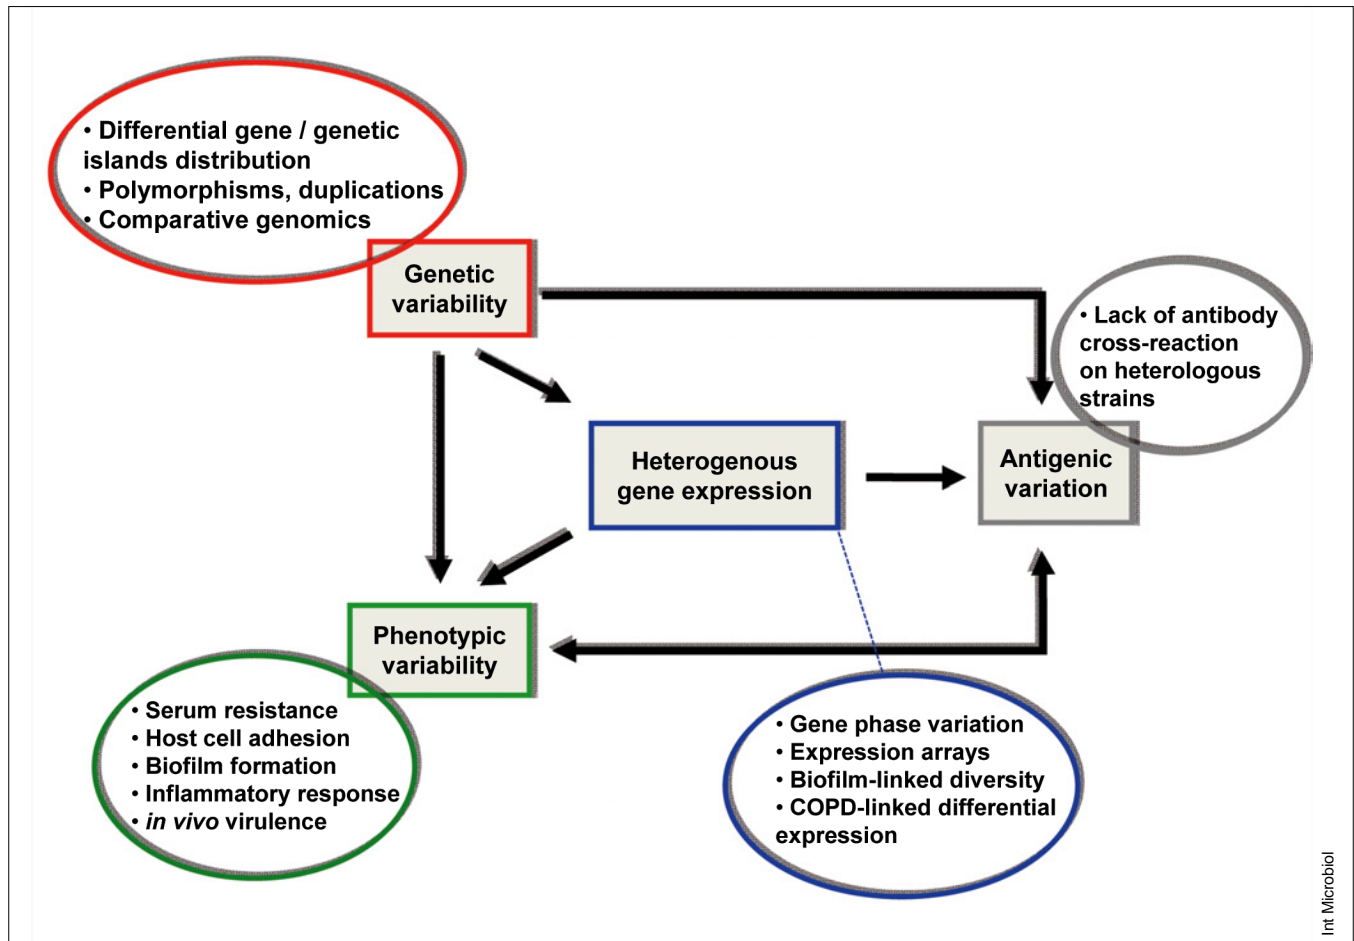 • Differential gene / genetic
islands distribution
• Polymorphisms, duplications
• Comparative genomics
Genetic
variability
• Lack of antibody
cross-reaction
on heterologous
strains
Heterogenous
gene expression
Antigenic
variation
Phenotypic
variability
• Serum resistance
• Host cell adhesion
• Biofilm formation
• Inflammatory response
• in vivo virulence
• Gene phase variation
• Expression arrays
• Biofilm-linked diversity
• COPD-linked differential
expression
Int Microbiol